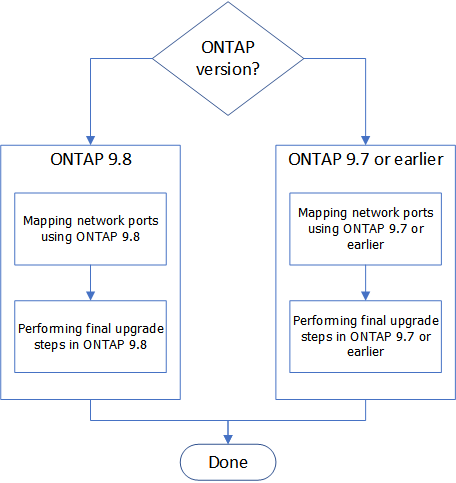 ONTAP
version?
ONTAP 9.8
Mapping network ports
using ONTAP 9.8
Performing final upgrade
steps in ONTAP 9.8
ONTAP 9.7 or earlier
Mapping network ports
using ONTAP 9.7 or
earlier
Performing final upgrade
steps in ONTAP 9.7 or
earlier
Done